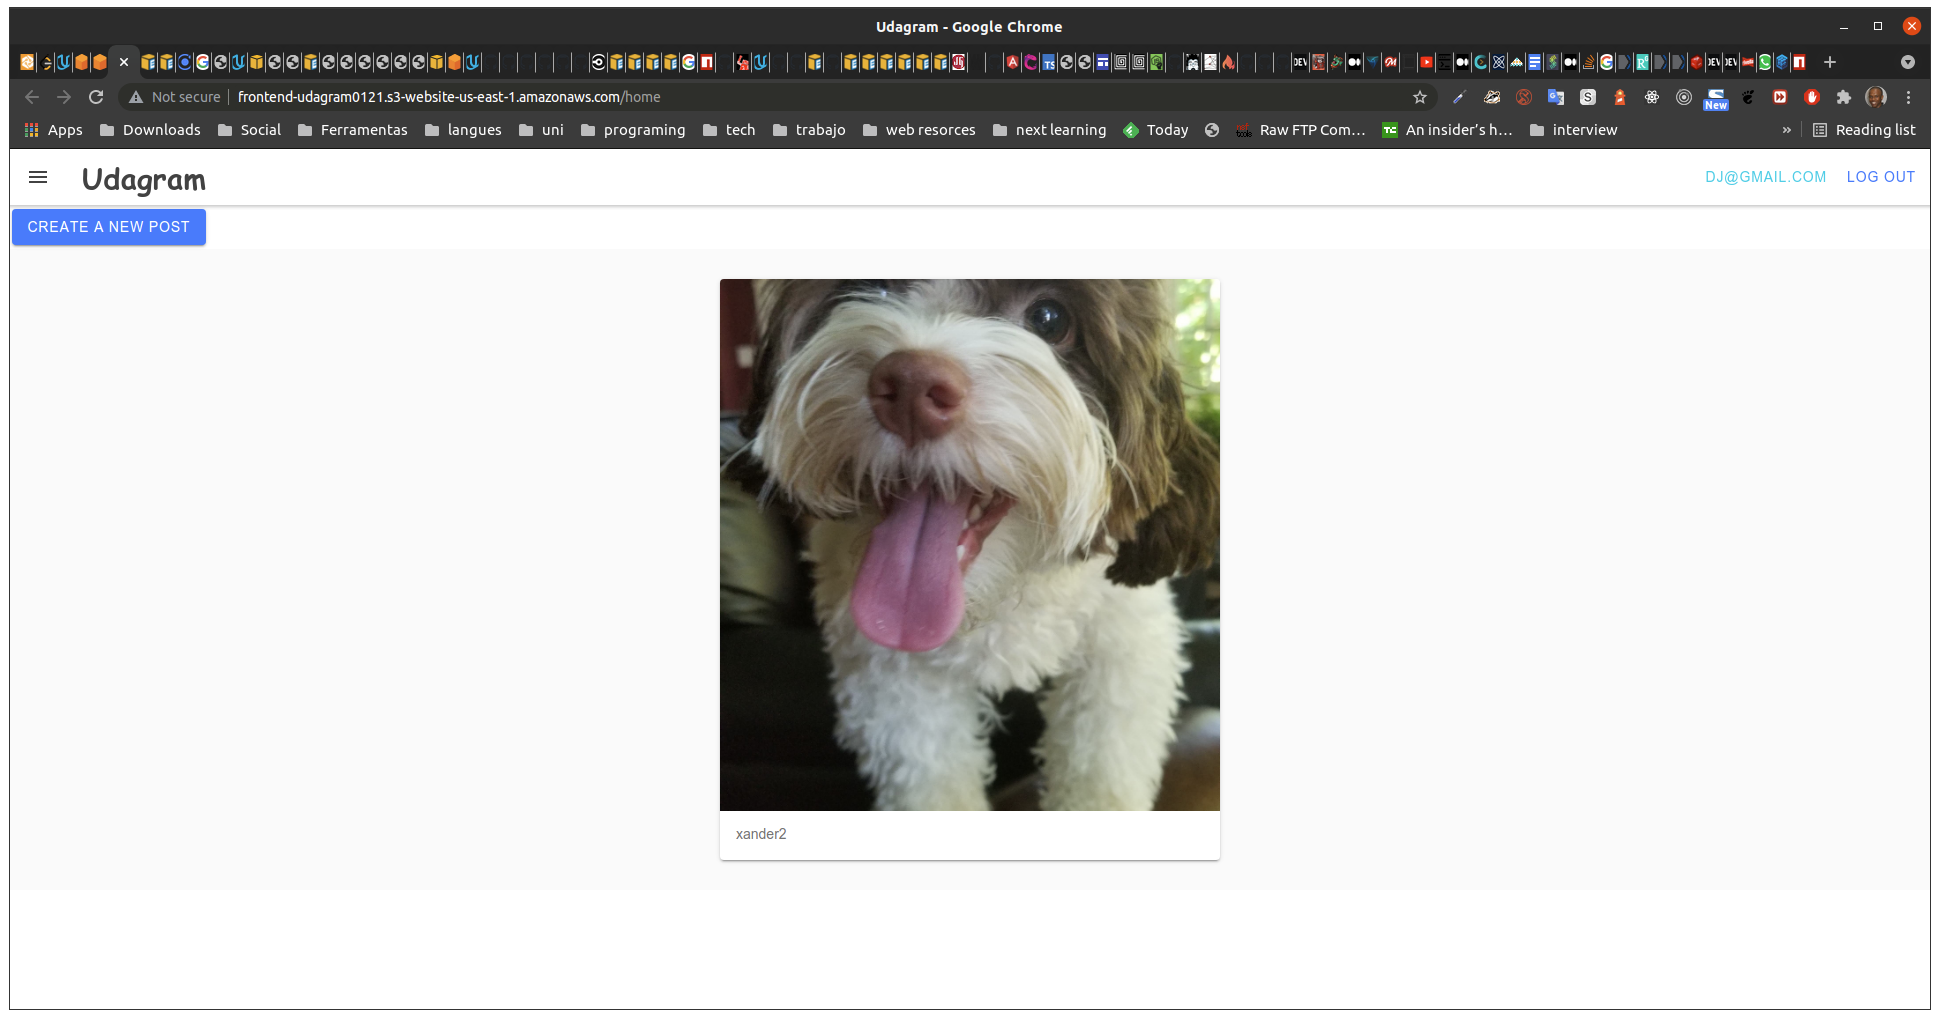 Udagram - Google Chrome
Not secure frontend-udagram0121.s3-website-us-east-1.amazonaws.com/home
New
Apps Downloads Social Ferramentas langues uni programing tech trabajo web resorces next learning Today Raw FTP Com... An insider's h... interview » Reading list
Udagram DJ@GMAIL.COM LOG OUT
CREATE A NEW POST
xander2